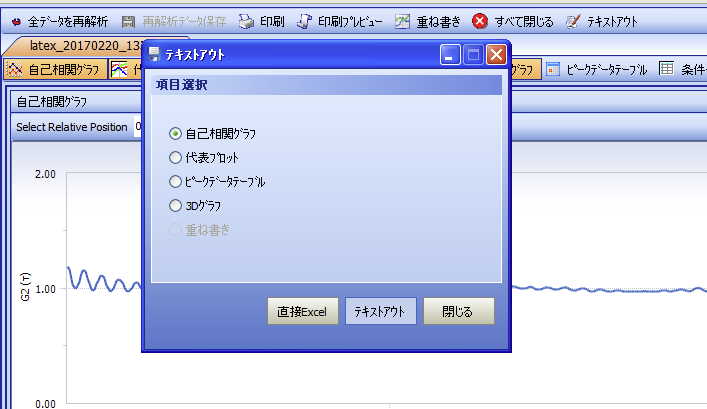 全データを再解析 再解析データ保存 印刷 印刷プレビュー 重ね書き すべて閉じる テキストアウト
latex_20170220_13
テキストアウト
自己相関グラフ グラフ ピークデータテーブル 条件
項目選択
自己相関グラフ
Select Relative Position 0
自己相関グラフ
代表プロット
ピークデータテーブル
3Dグラフ
重ね書き
直接Excel テキストアウト 閉じる
2.00
1.00
0.00
G2 (τ)